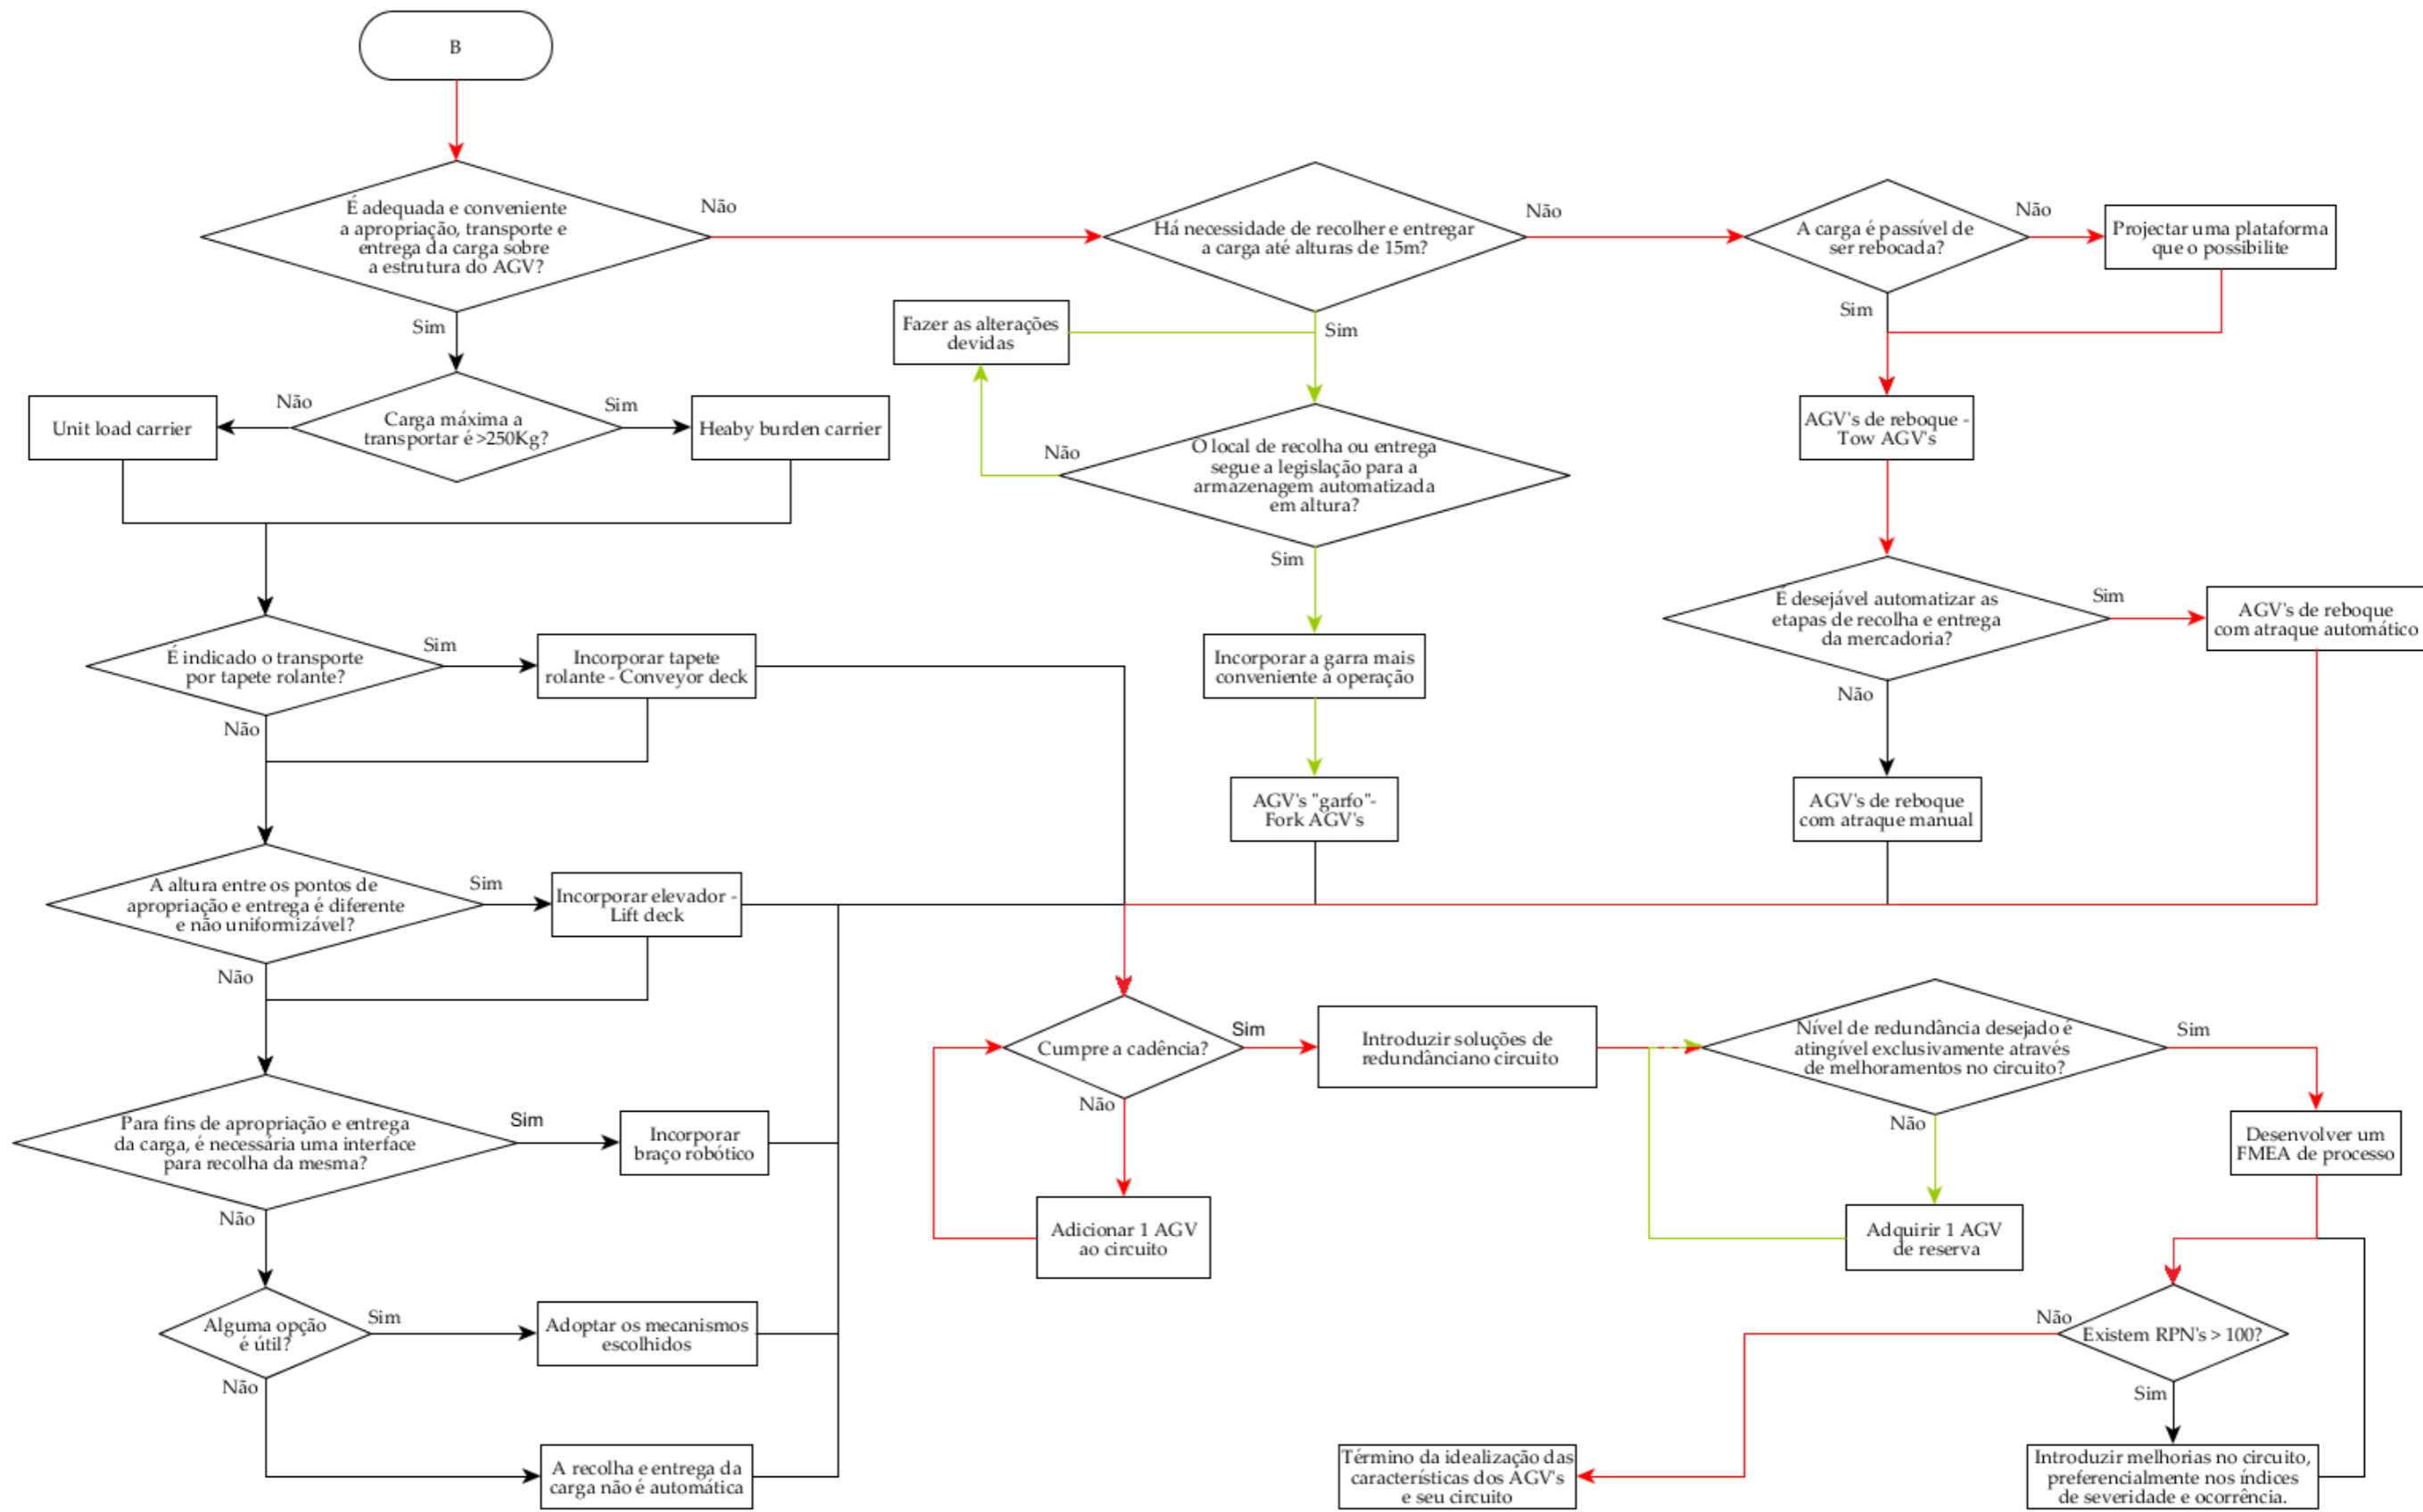 B
É adequada e conveniente
a apropriação, transporte e
entrega da carga sobre
a estrutura do AGV?
Não
Sim
Há necessidade de recolher e entregar
a carga até alturas de 15m?
Não
Sim
A carga é passível de
ser rebocada?
Não
Sim
Projectar uma plataforma
que o possibilite
Fazer as alterações
devidas
Unit load carrier
Não
Carga máxima a
transportar é >250Kg?
Sim
Heaby burden carrier
Não
O local de recolha ou entrega
segue a legislação para a
armazenagem automatizada
em altura?
Sim
AGV's de reboque -
Tow AGV's
É desejável automatizar as
etapas de recolha e entrega
da mercadoria?
Sim
Não
AGV's de reboque
com atraque automático
É indicado o transporte
por tapete rolante?
Sim
Não
Incorporar tapete
rolante - Conveyor deck
Incorporar a garra mais
conveniente à operação
AGV's "garfo"-
Fork AGV's
AGV's de reboque
com atraque manual
A altura entre os pontos de
apropriação e entrega é diferente
e não uniformizável?
Sim
Não
Incorporar elevador -
Lift deck
Cumpre a cadência?
Sim
Não
Introduzir soluções de
redundânciano circuito
Nível de redundância desejado é
atingível exclusivamente através
de melhoramentos no circuito?
Sim
Não
Para fins de apropriação e entrega
da carga, é necessária uma interface
para recolha da mesma?
Sim
Não
Incorporar
braço robótico
Desenvolver um
FMEA de processo
Adicionar 1 AGV
ao circuito
Adquirir 1 AGV
de reserva
Alguma opção
é útil?
Sim
Não
Adoptar os mecanismos
escolhidos
Não
Existem RPN's > 100?
Sim
A recolha e entrega da
carga não é automática
Término da idealização das
características dos AGV's
e seu circuito
Introduzir melhorias no circuito,
preferencialmente nos índices
de severidade e ocorrência.